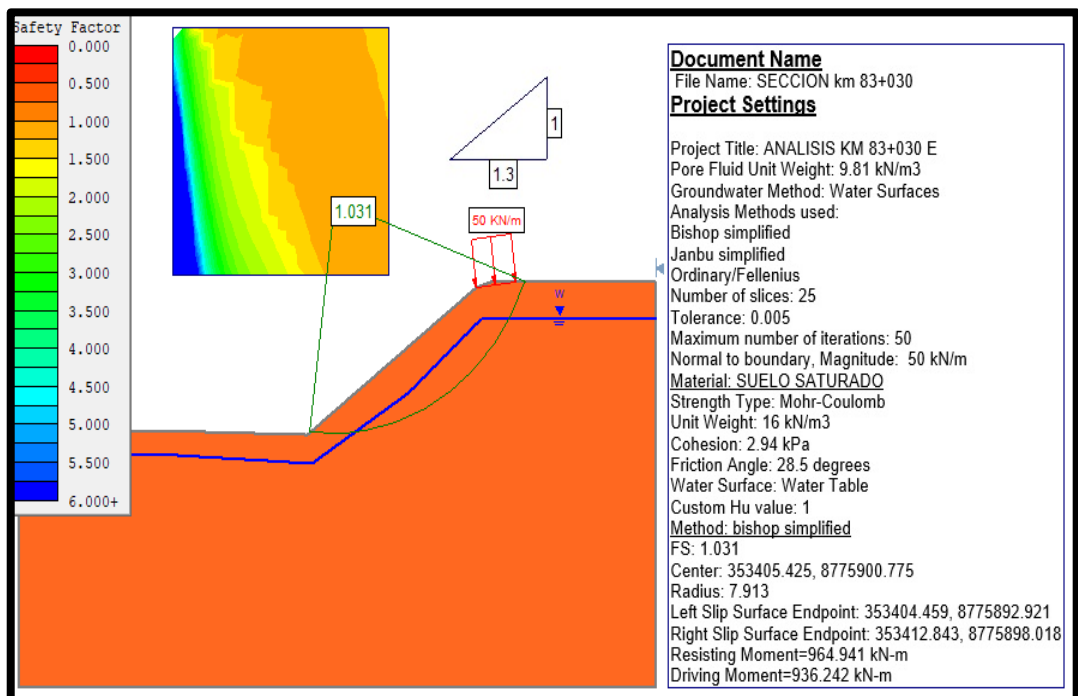 Safety Factor
0.000
0.500
1.000
1.500
2.000
2.500
3.000
3.500
4.000
4.500
5.000
5.500
6.000+
1.031
1
1.3
50 KN/m
W
Document Name
File Name: SECCION km 83+030
Project Settings
Project Title: ANALISIS KM 83+030 E
Pore Fluid Unit Weight: 9.81 kN/m3
Groundwater Method: Water Surfaces
Analysis Methods used:
Bishop simplified
Janbu simplified
Ordinary/Fellenius
Number of slices: 25
Tolerance: 0.005
Maximum number of iterations: 50
Normal to boundary, Magnitude: 50 kN/m
Material: SUELO SATURADO
Strength Type: Mohr-Coulomb
Unit Weight: 16 kN/m3
Cohesion: 2.94 kPa
Friction Angle: 28.5 degrees
Water Surface: Water Table
Custom Hu value: 1
Method: bishop simplified
FS: 1.031
Center: 353405.425, 8775900.775
Radius: 7.913
Left Slip Surface Endpoint: 353404.459, 8775892.921
Right Slip Surface Endpoint: 353412.843, 8775898.018
Resisting Moment=964.941 kN-m
Driving Moment=936.242 kN-m